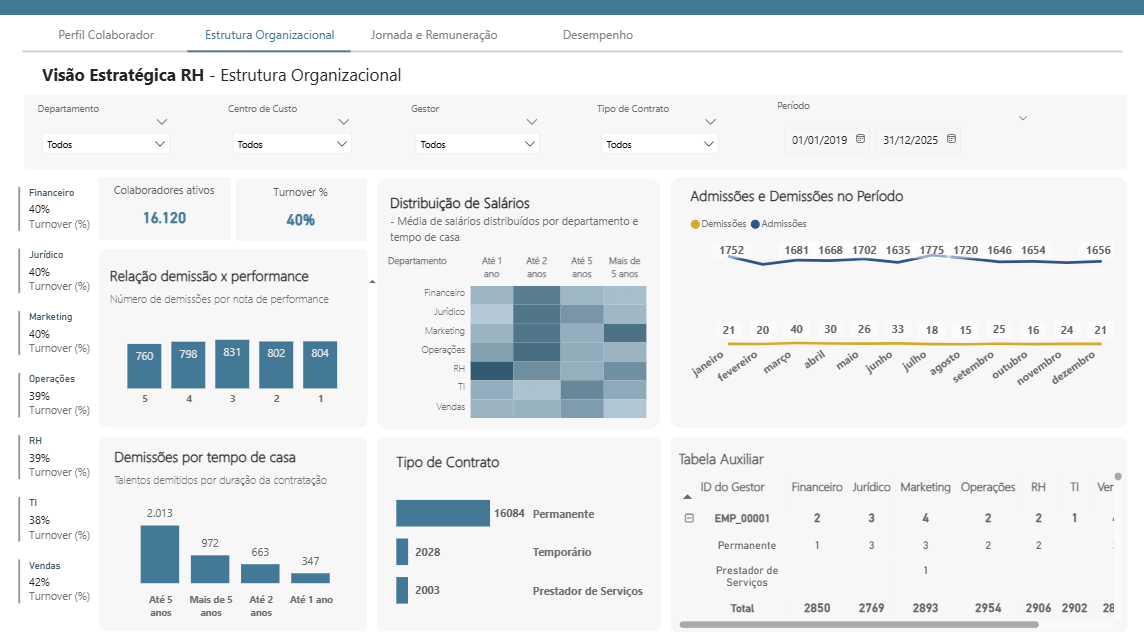 Perfil Colaborador
Estrutura Organizacional
Jornada e Remuneração
Desempenho
Visão Estratégica RH - Estrutura Organizacional
Departamento
Todos
Centro de Custo
Todos
Gestor
Todos
Tipo de Contrato
Todos
Período
01/01/2019
31/12/2025
Financeiro
40%
Turnover (%)
Jurídico
40%
Turnover (%)
Marketing
40%
Turnover (%)
Operações
39%
Turnover (%)
RH
39%
Turnover (%)
TI
38%
Turnover (%)
Vendas
42%
Turnover (%)
Colaboradores ativos
16.120
Turnover %
40%
Relação demissão x performance
Número de demissões por nota de performance
760 798 831 802 804
5 4 3 2 1
Distribuição de Salários
- Média de salários distribuídos por departamento e
tempo de casa
Departamento
Até 1
ano
Até 2
anos
Até 5
anos
Mais de
5 anos
Financeiro
Jurídico
Marketing
Operações
RH
TI
Vendas
Admissões e Demissões no Período
Demissões Admissões
1752 1681 1668 1702 1635 1775 1720 1646 1654 1656
21 20 40 30 26 33 18 15 25 16 24 21
janeiro fevereiro março abril maio junho julho agosto setembro outubro novembro dezembro
Demissões por tempo de casa
Talentos demitidos por duração da contratação
2.013 972 663 347
Até 5
anos
Mais de 5
anos
Até 2
anos
Até 1 ano
Tipo de Contrato
16084 Permanente
2028 Temporário
2003 Prestador de Serviços
Tabela Auxiliar
ID do Gestor Financeiro Jurídico Marketing Operações RH TI Ver
EMP_00001 2 3 4 2 2 1
Permanente 1 3 3 2 2
Prestador de
Serviços
1
Total 2850 2769 2893 2954 2906 2902 28